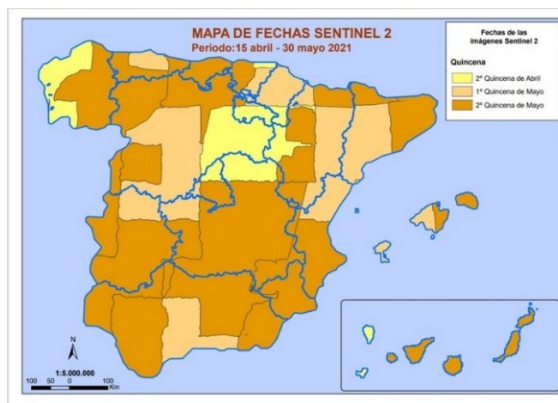 MAPA DE FECHAS SENTINEL 2
Periodo:15 abril - 30 mayo 2021
Fechas de las
imágenes Sentinel 2
Quincena
2ª Quincena de Abril
1ª Quincena de Mayo
2ª Quincena de Mayo
N
1:5.000.000
100 50 0 100
Km